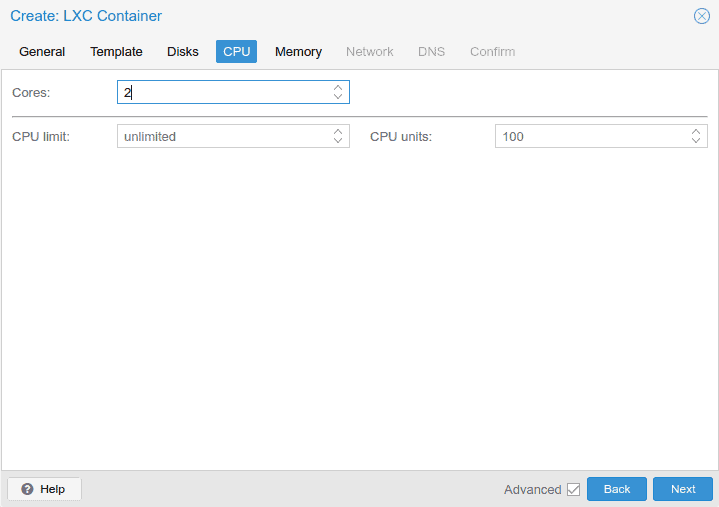 Create: LXC Container
General Template Disks CPU Memory Network DNS Confirm
Cores: 2
CPU limit: unlimited CPU units: 100
Help Advanced Back Next